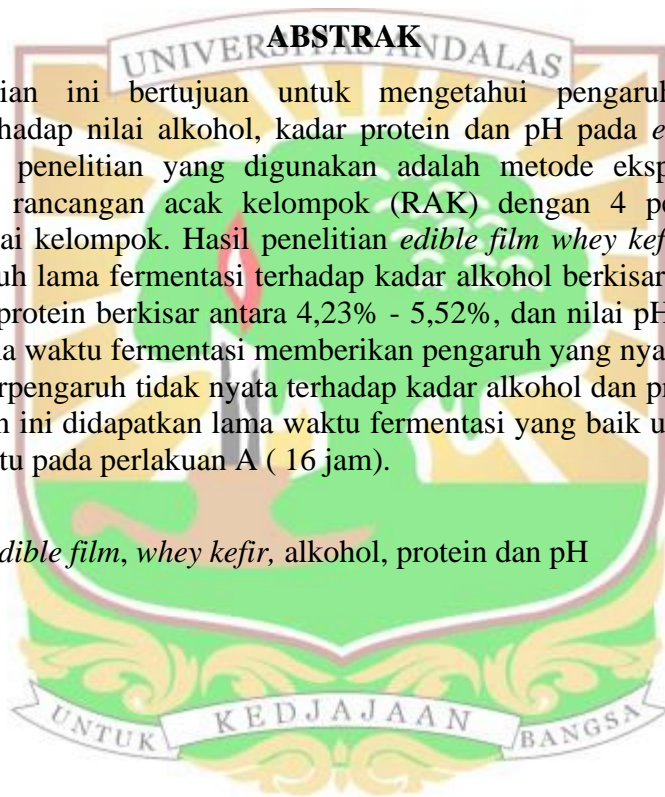 ABSTRAK
UNIVERSITAS ANDALAS
ian ini bertujuan untuk mengetahui pengaruh
hadap nilai alkohol, kadar protein dan pH pada e
penelitian yang digunakan adalah metode eksp
rancangan acak kelompok (RAK) dengan 4 pe
ai kelompok. Hasil penelitian edible film whey kef
uh lama fermentasi terhadap kadar alkohol berkisar
protein berkisar antara 4,23% - 5,52%, dan nilai pH
a waktu fermentasi memberikan pengaruh yang nya
erpengaruh tidak nyata terhadap kadar alkohol dan pr
n ini didapatkan lama waktu fermentasi yang baik u
tu pada perlakuan A ( 16 jam).
dible film, whey kefir, alkohol, protein dan pH
UNTUK KEDJAJAAN BANGSA